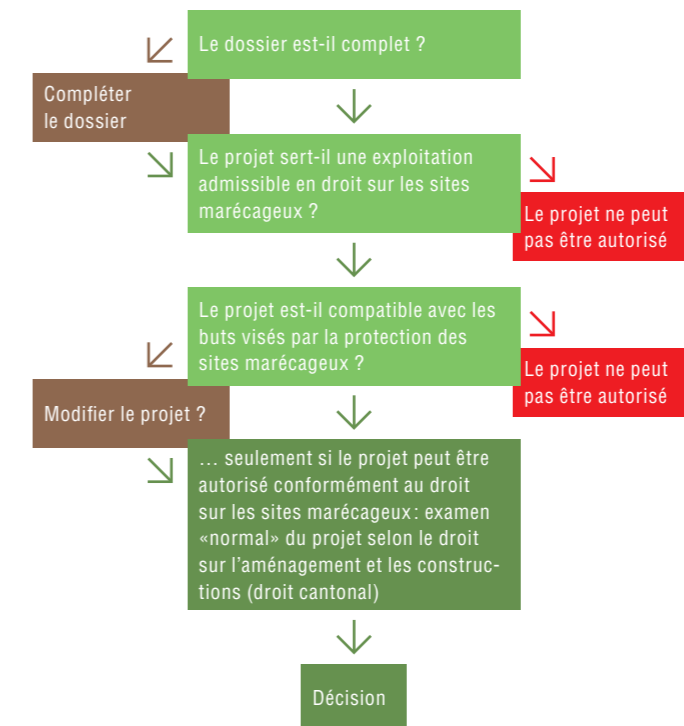 Le dossier est-il complet ?
Compléter
le dossier
Le projet sert-il une exploitation
admissible en droit sur les sites
marécageux ?
Le projet ne peut
pas être autorisé
Le projet est-il compatible avec les
buts visés par la protection des
sites marécageux ?
Le projet ne peut
pas être autorisé
Modifier le projet ?
… seulement si le projet peut être
autorisé conformément au droit
sur les sites marécageux : examen
«normal» du projet selon le droit
sur l'aménagement et les construc-
tions (droit cantonal)
Décision